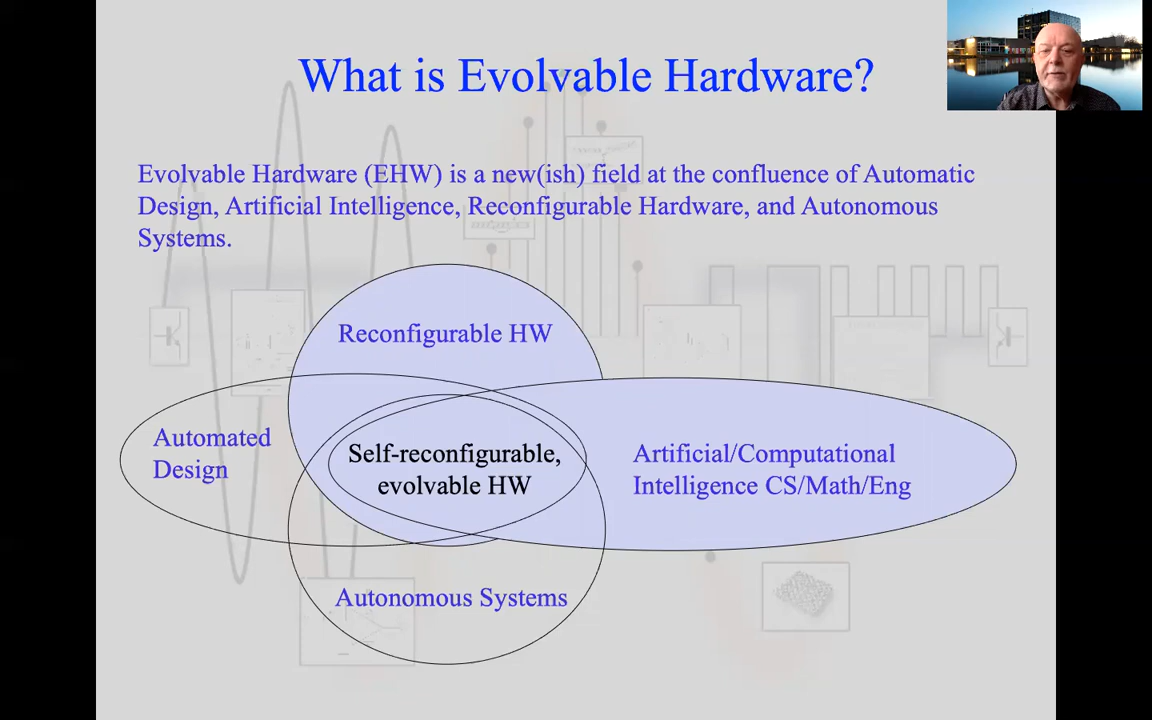 What is Evolvable Hardware?
Evolvable Hardware (EHW) is a new(ish) field at the confluence of Automatic
Design, Artificial Intelligence, Reconfigurable Hardware, and Autonomous
Systems.
Reconfigurable HW
Automated
Design
Self-reconfigurable,
evolvable HW
Artificial/Computational
Intelligence CS/Math/Eng
Autonomous Systems